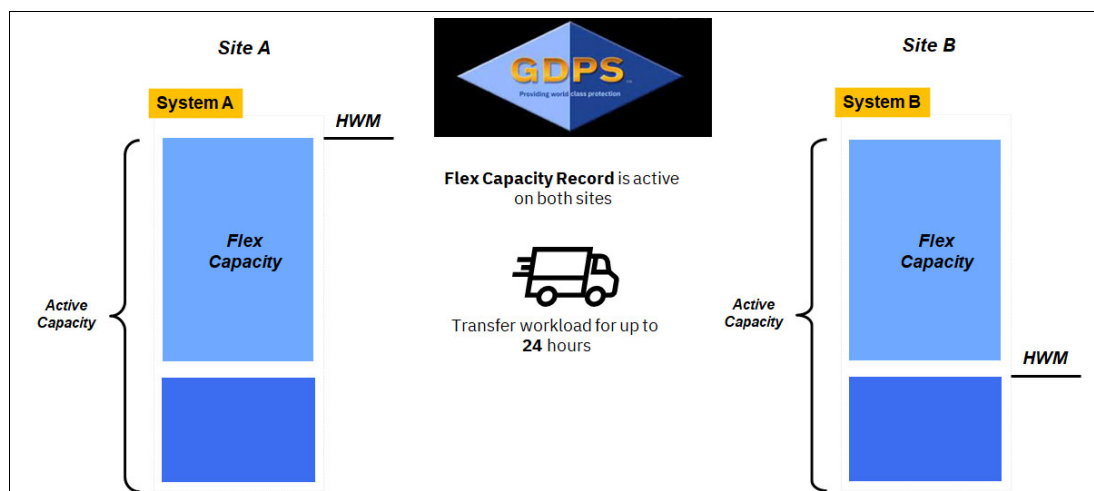 Site A
System A
HWM
Flex
Capacity
Active
Capacity
GDPS
Providing world class protection
Flex Capacity Record is active
on both sites
Transfer workload for up to
24 hours
Site B
System B
Flex
Capacity
Active
Capacity
HWM